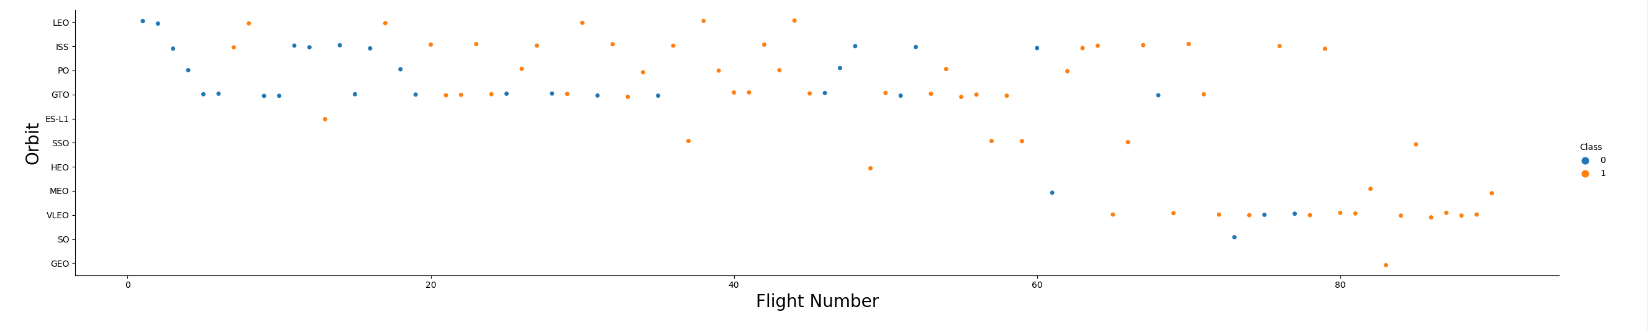 LEO
ISS
PO
GTO
ES-L1
SSO
HEO
MEO
VLEO
SO
GEO
Orbit
0 20 40 60 80
Flight Number
Class
0
1